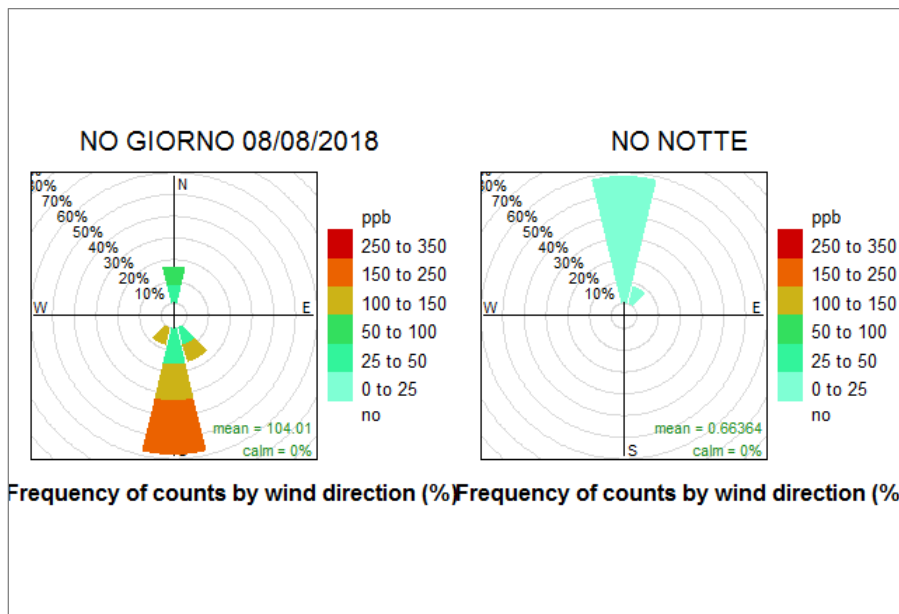 NO GIORNO 08/08/2018
N
70%
60%
50%
40%
30%
20%
10%
W
E
mean = 104.01
calm = 0%
ppb
250 to 350
150 to 250
100 to 150
50 to 100
25 to 50
0 to 25
no
Frequency of counts by wind direction (%)
NO NOTTE
70%
60%
50%
40%
30%
20%
10%
W
E
S
mean = 0.66364
calm = 0%
ppb
250 to 350
150 to 250
100 to 150
50 to 100
25 to 50
0 to 25
no
Frequency of counts by wind direction (%